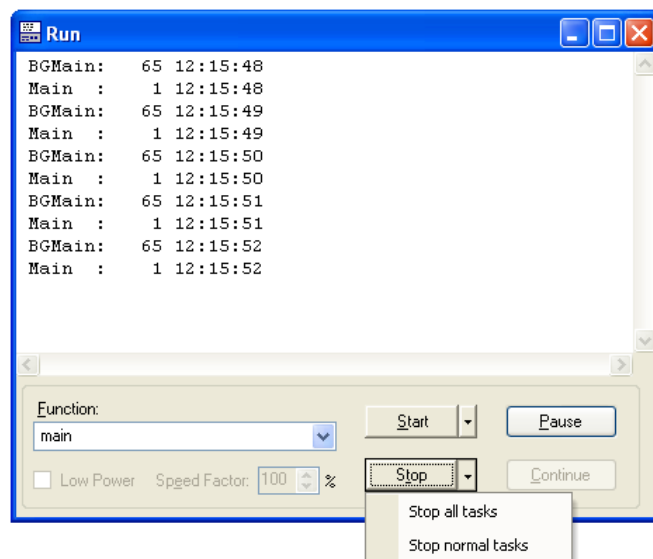 Run
BGMain:    65 12:15:48
Main  :     1 12:15:48
BGMain:    65 12:15:49
Main  :     1 12:15:49
BGMain:    65 12:15:50
Main  :     1 12:15:50
BGMain:    65 12:15:51
Main  :     1 12:15:51
BGMain:    65 12:15:52
Main  :     1 12:15:52
Function:
main
Start
Pause
Low Power Speed Factor: 100 %
Stop
Continue
Stop all tasks
Stop normal tasks